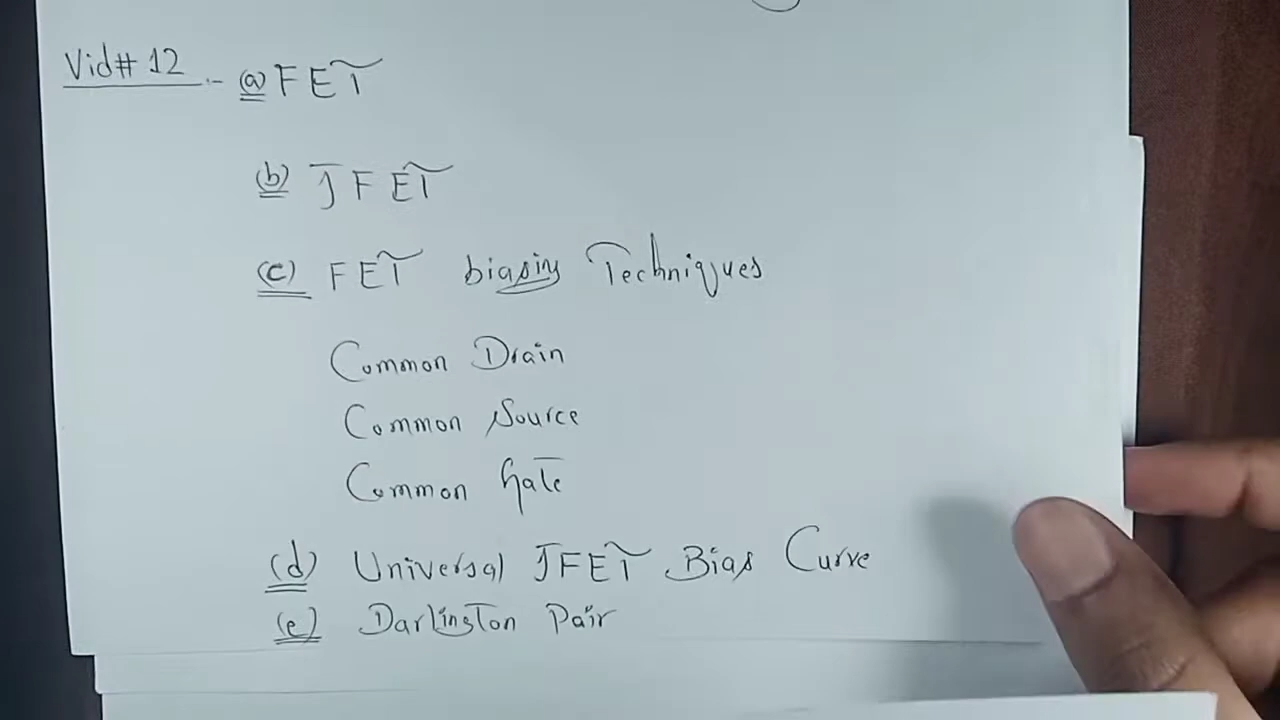 Vid# 12 :- (a) FET
(b) JFET
(c) FET biasing Techniques
Common Drain
Common Source
Common Gate
(d) Universal JFET Bias Curve
(e) Darlington Pair